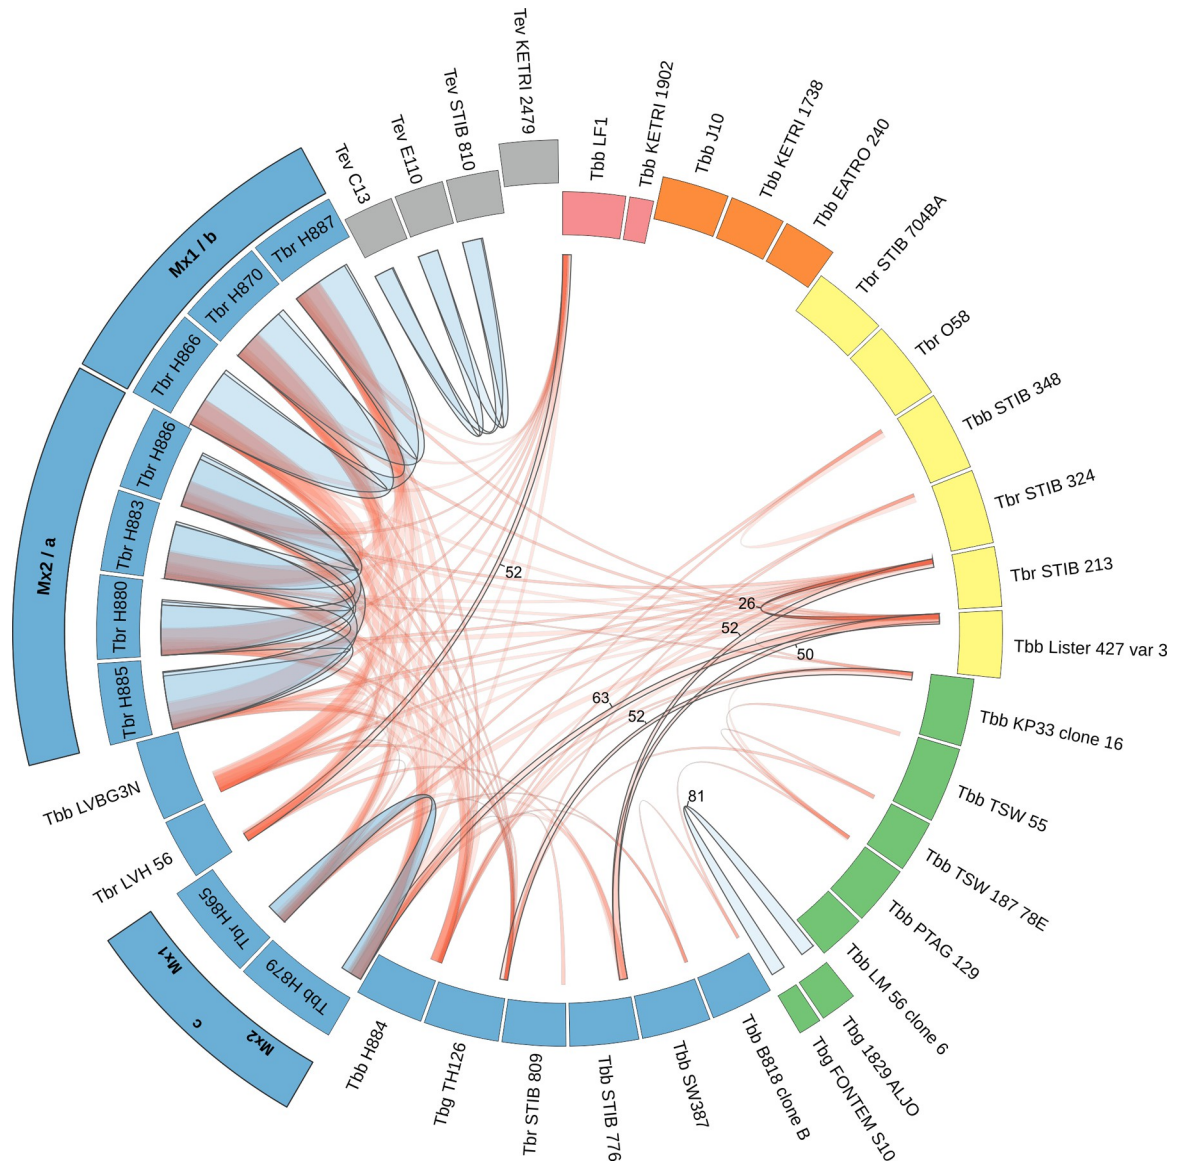 Tev KETRI 2479
Tbb LF1
Tbb KETRI 1902
Tbb J10
Tbb KETRI 1738
Tbb EATRO 240
Tbr STIB 704BA
Tbr O58
Tbb STIB 348
Tbr STIB 324
Tbr STIB 213
Tbb Lister 427 var 3
Tbb KP33 clone 16
Tbb TSW 55
Tbb TSW 187 78E
Tbb PTAG 129
Tbb LM 56 clone 6
Tbg 1829 ALJO
Tbg FONTEM S10
Tbb B818 clone B
Tbb SW387
Tbb STIB 776
Tbr STIB 809
Tbg TH126
Tbb H884
Tbb H879
Tbr H865
Mx2
c
Mx1
Tbr LVH 56
Tbb LVBG3N
Tbr H885
Tbr H880
Tbr H883
Tbr H886
Mx2 / a
Tbr H866
Tbr H870
Tbr H887
Mx1 / b
Tev C13
Tev E110
Tev STIB 810
52
26
52
50
63
52
81